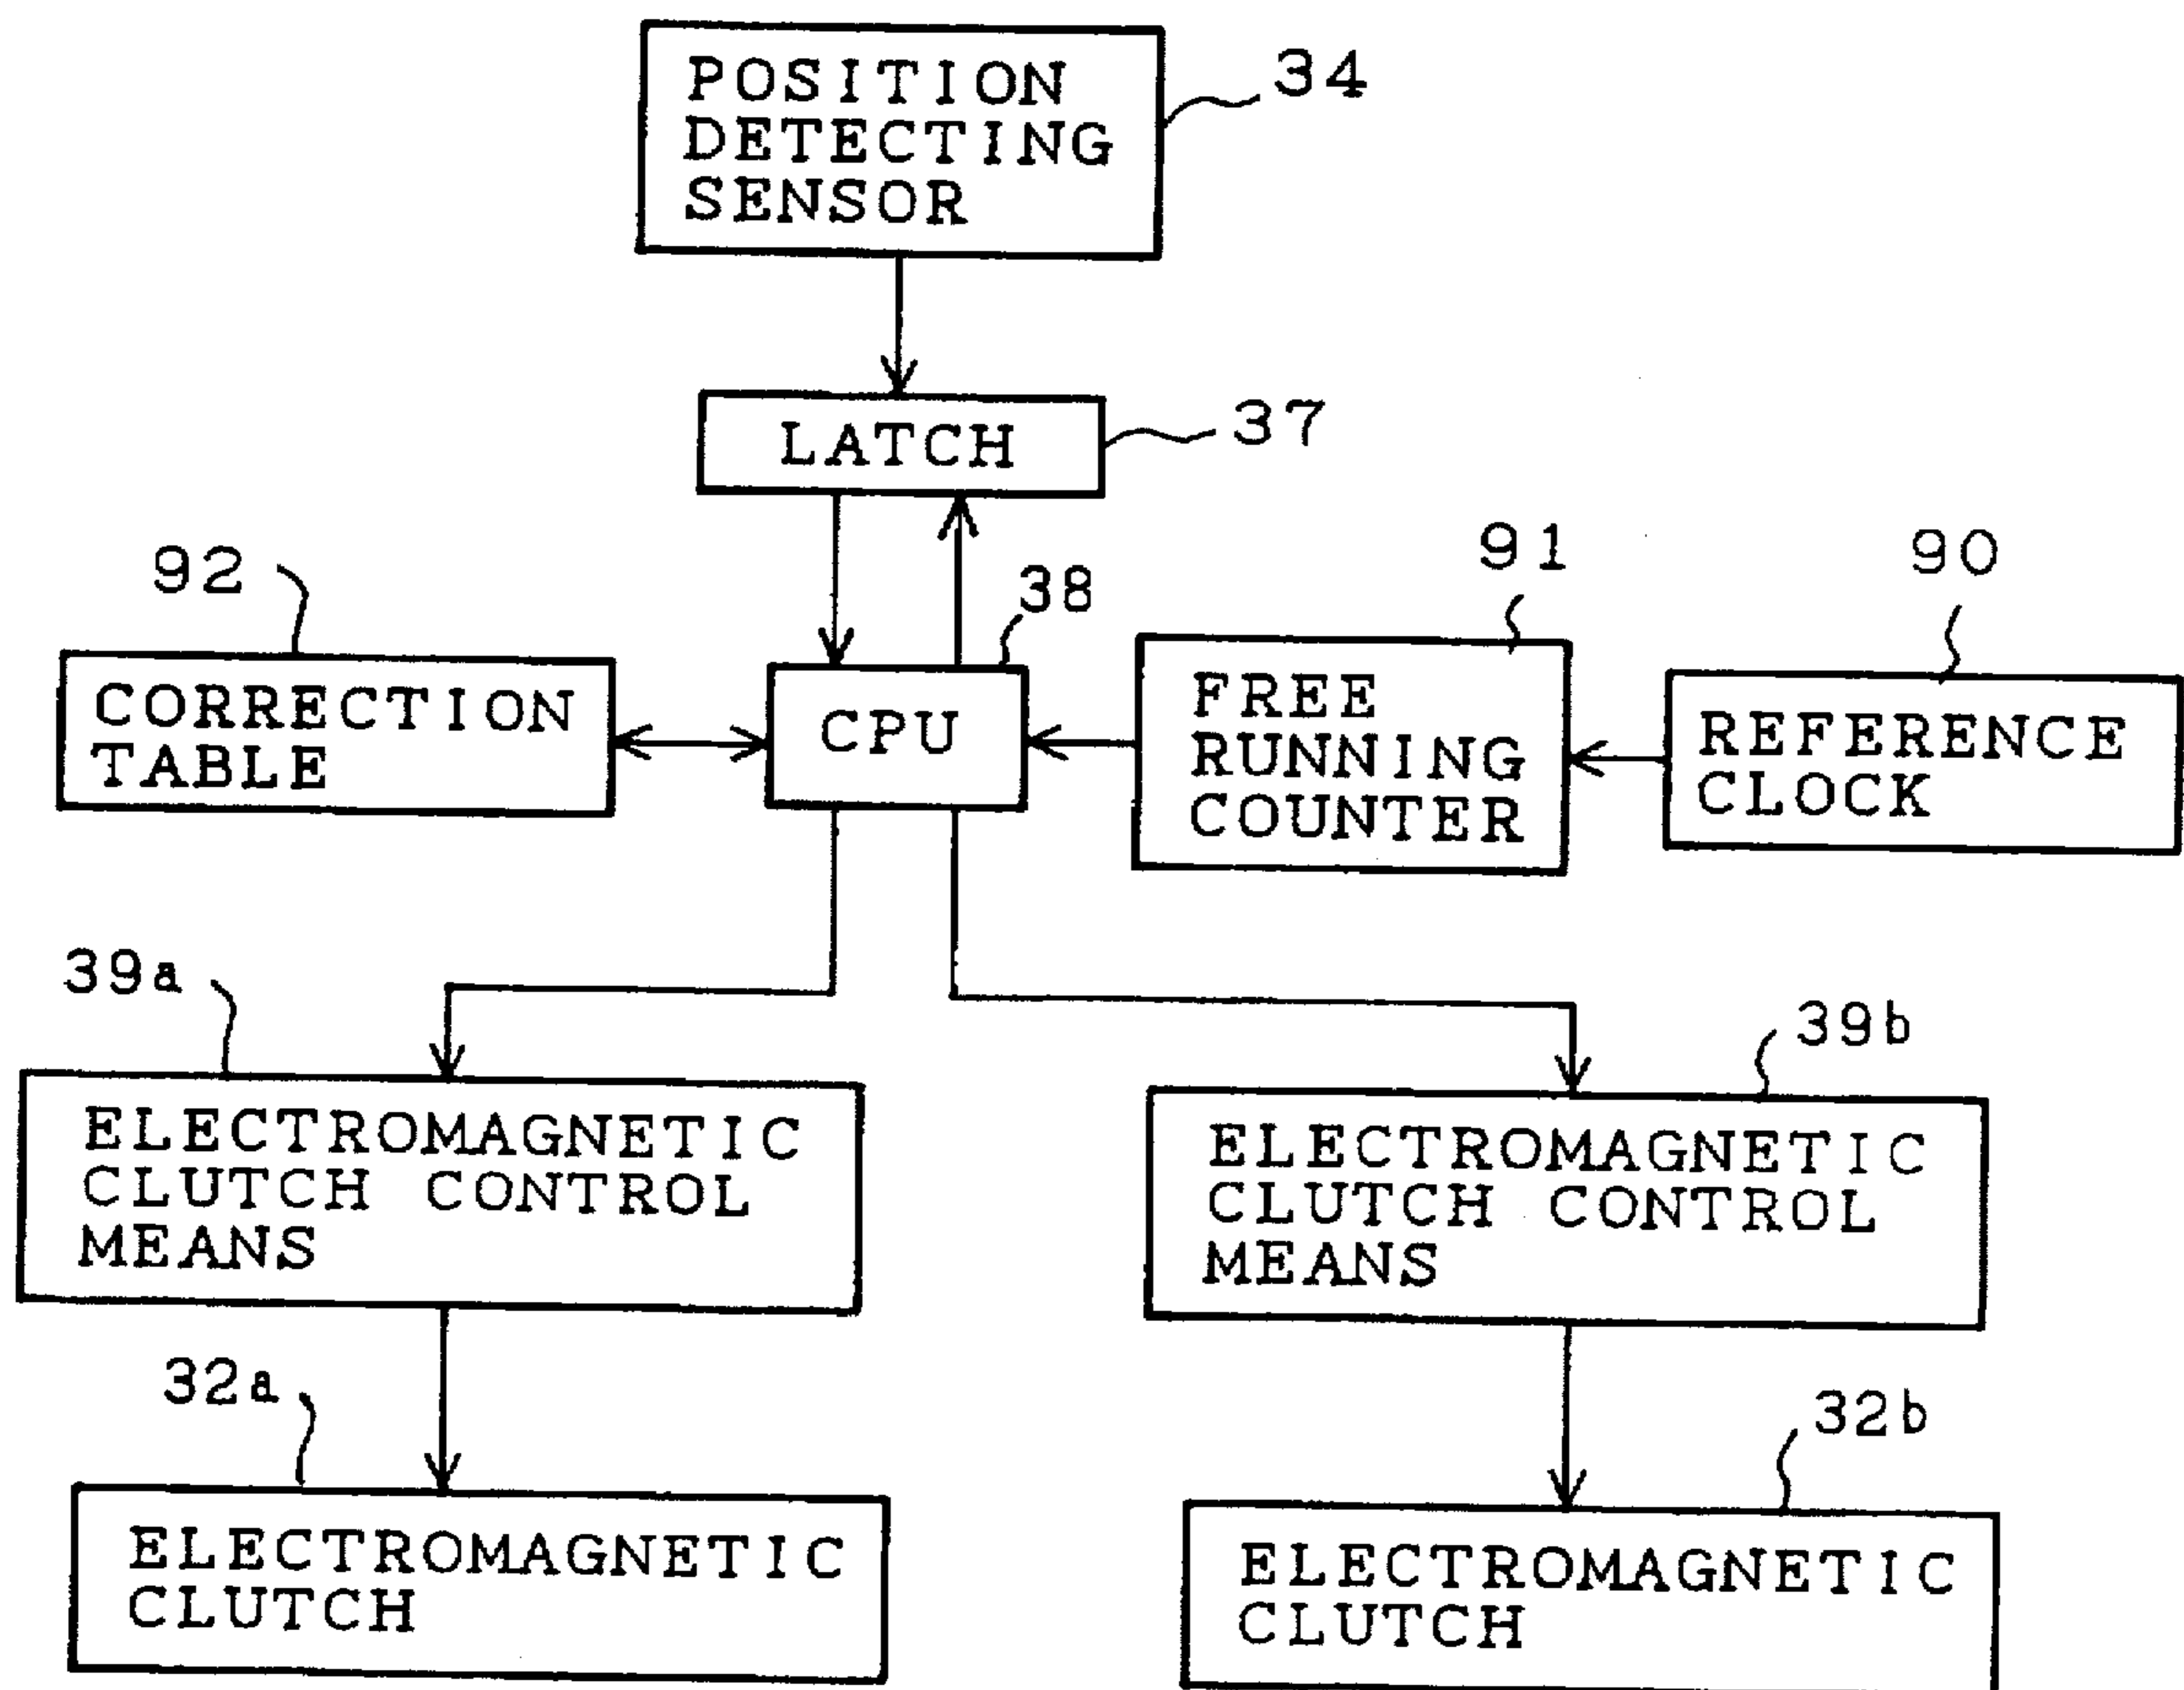 POSITION
DETECTING
SENSOR
34
LATCH
37
92
38
91
90
CORRECTION
TABLE
CPU
FREE
RUNNING
COUNTER
REFERENCE
CLOCK
39a
39b
ELECTROMAGNETIC
CLUTCH CONTROL
MEANS
ELECTROMAGNETIC
CLUTCH CONTROL
MEANS
32a
32b
ELECTROMAGNETIC
CLUTCH
ELECTROMAGNETIC
CLUTCH